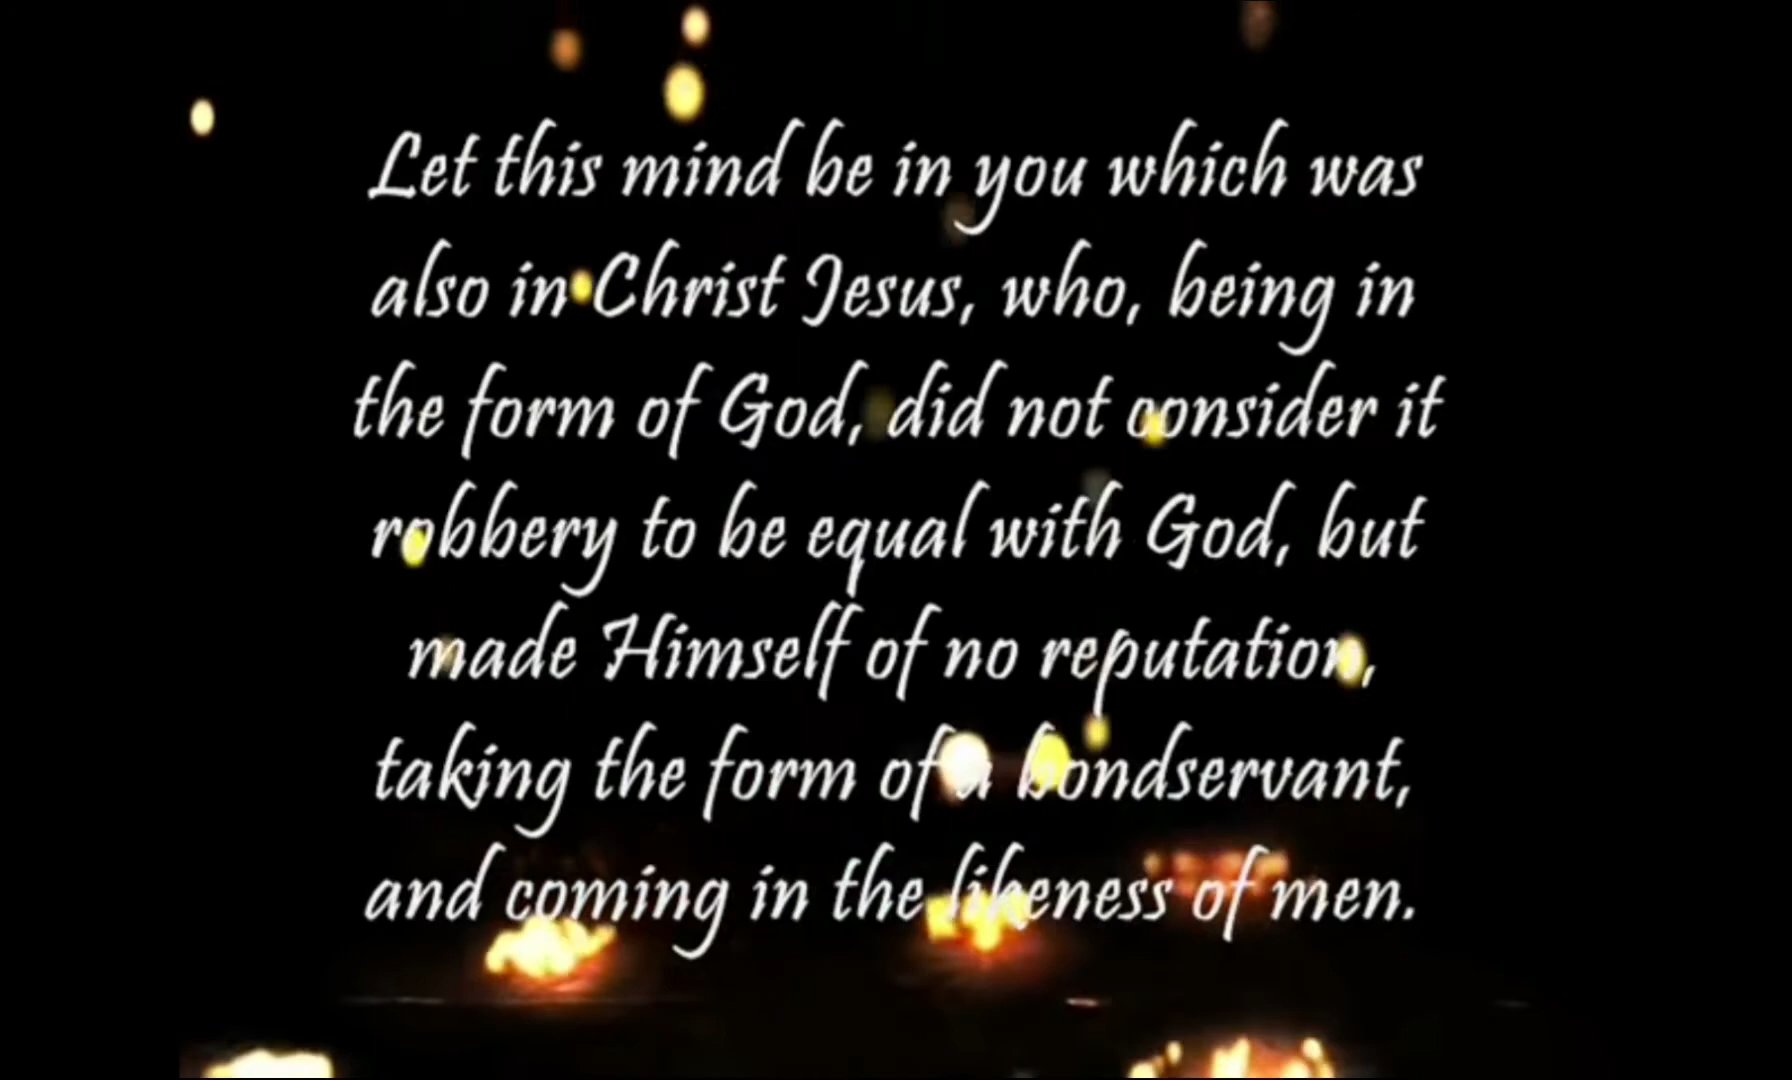 Let this mind be in you which was
also in Christ Jesus, who, being in
the form of God, did not consider it
robbery to be equal with God, but
made Himself of no reputation,
taking the form of a bondservant,
and coming in the likeness of men.